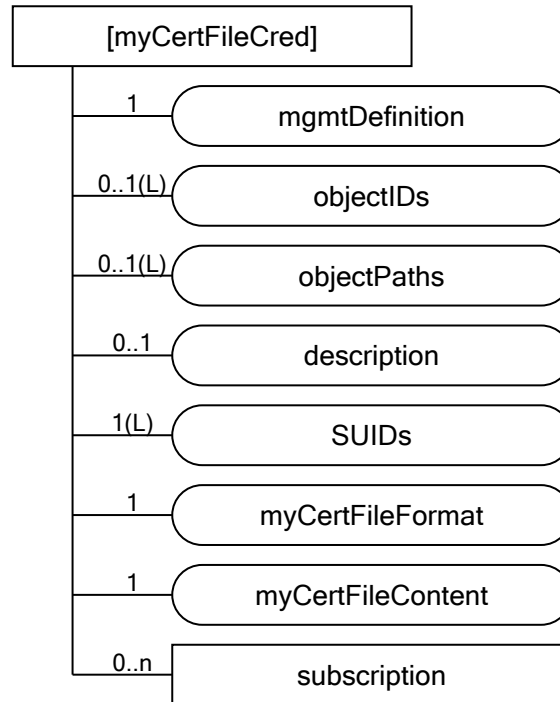 [myCertFileCred]
1
mgmtDefinition
0..1(L)
objectIDs
0..1(L)
objectPaths
0..1
description
1(L)
SUIDs
1
myCertFileFormat
1
myCertFileContent
0..n
subscription